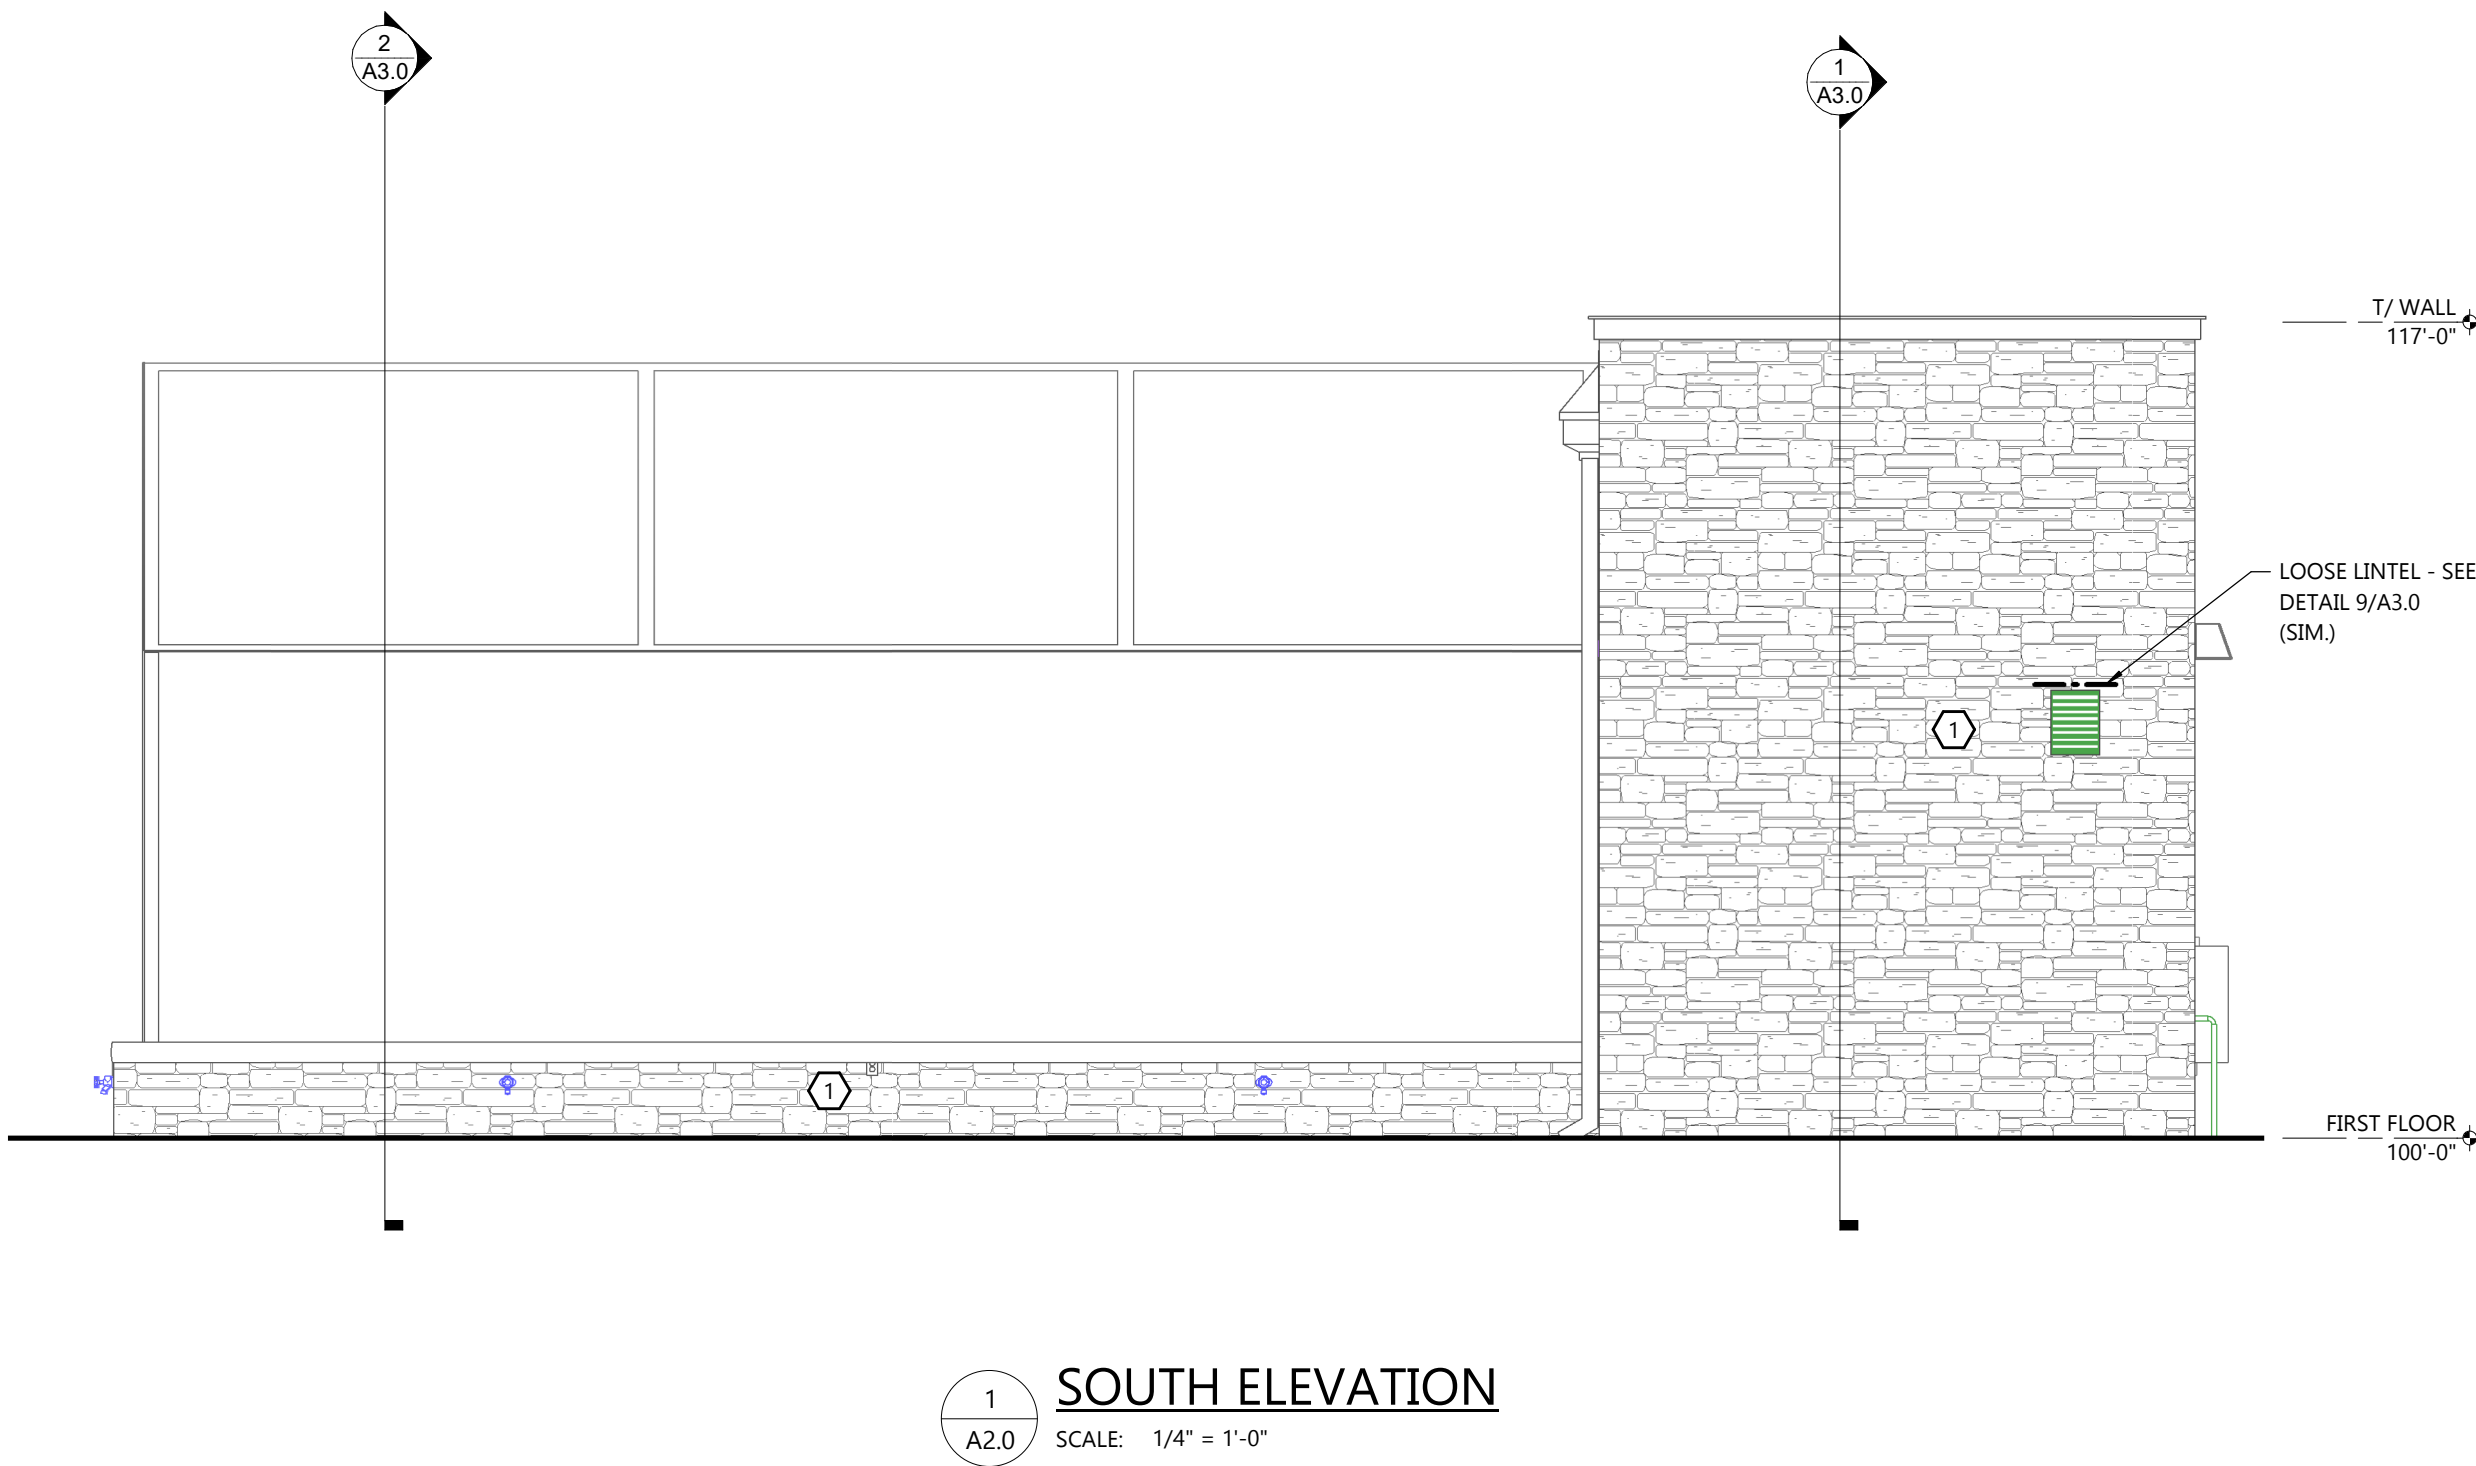 2
A3.0
1
A3.0
T/ WALL
117'-0"
LOOSE LINTEL - SEE
DETAIL 9/A3.0
(SIM.)
1
1
FIRST FLOOR
100'-0"
1
A2.0
SOUTH ELEVATION
SCALE: 1/4" = 1'-0"